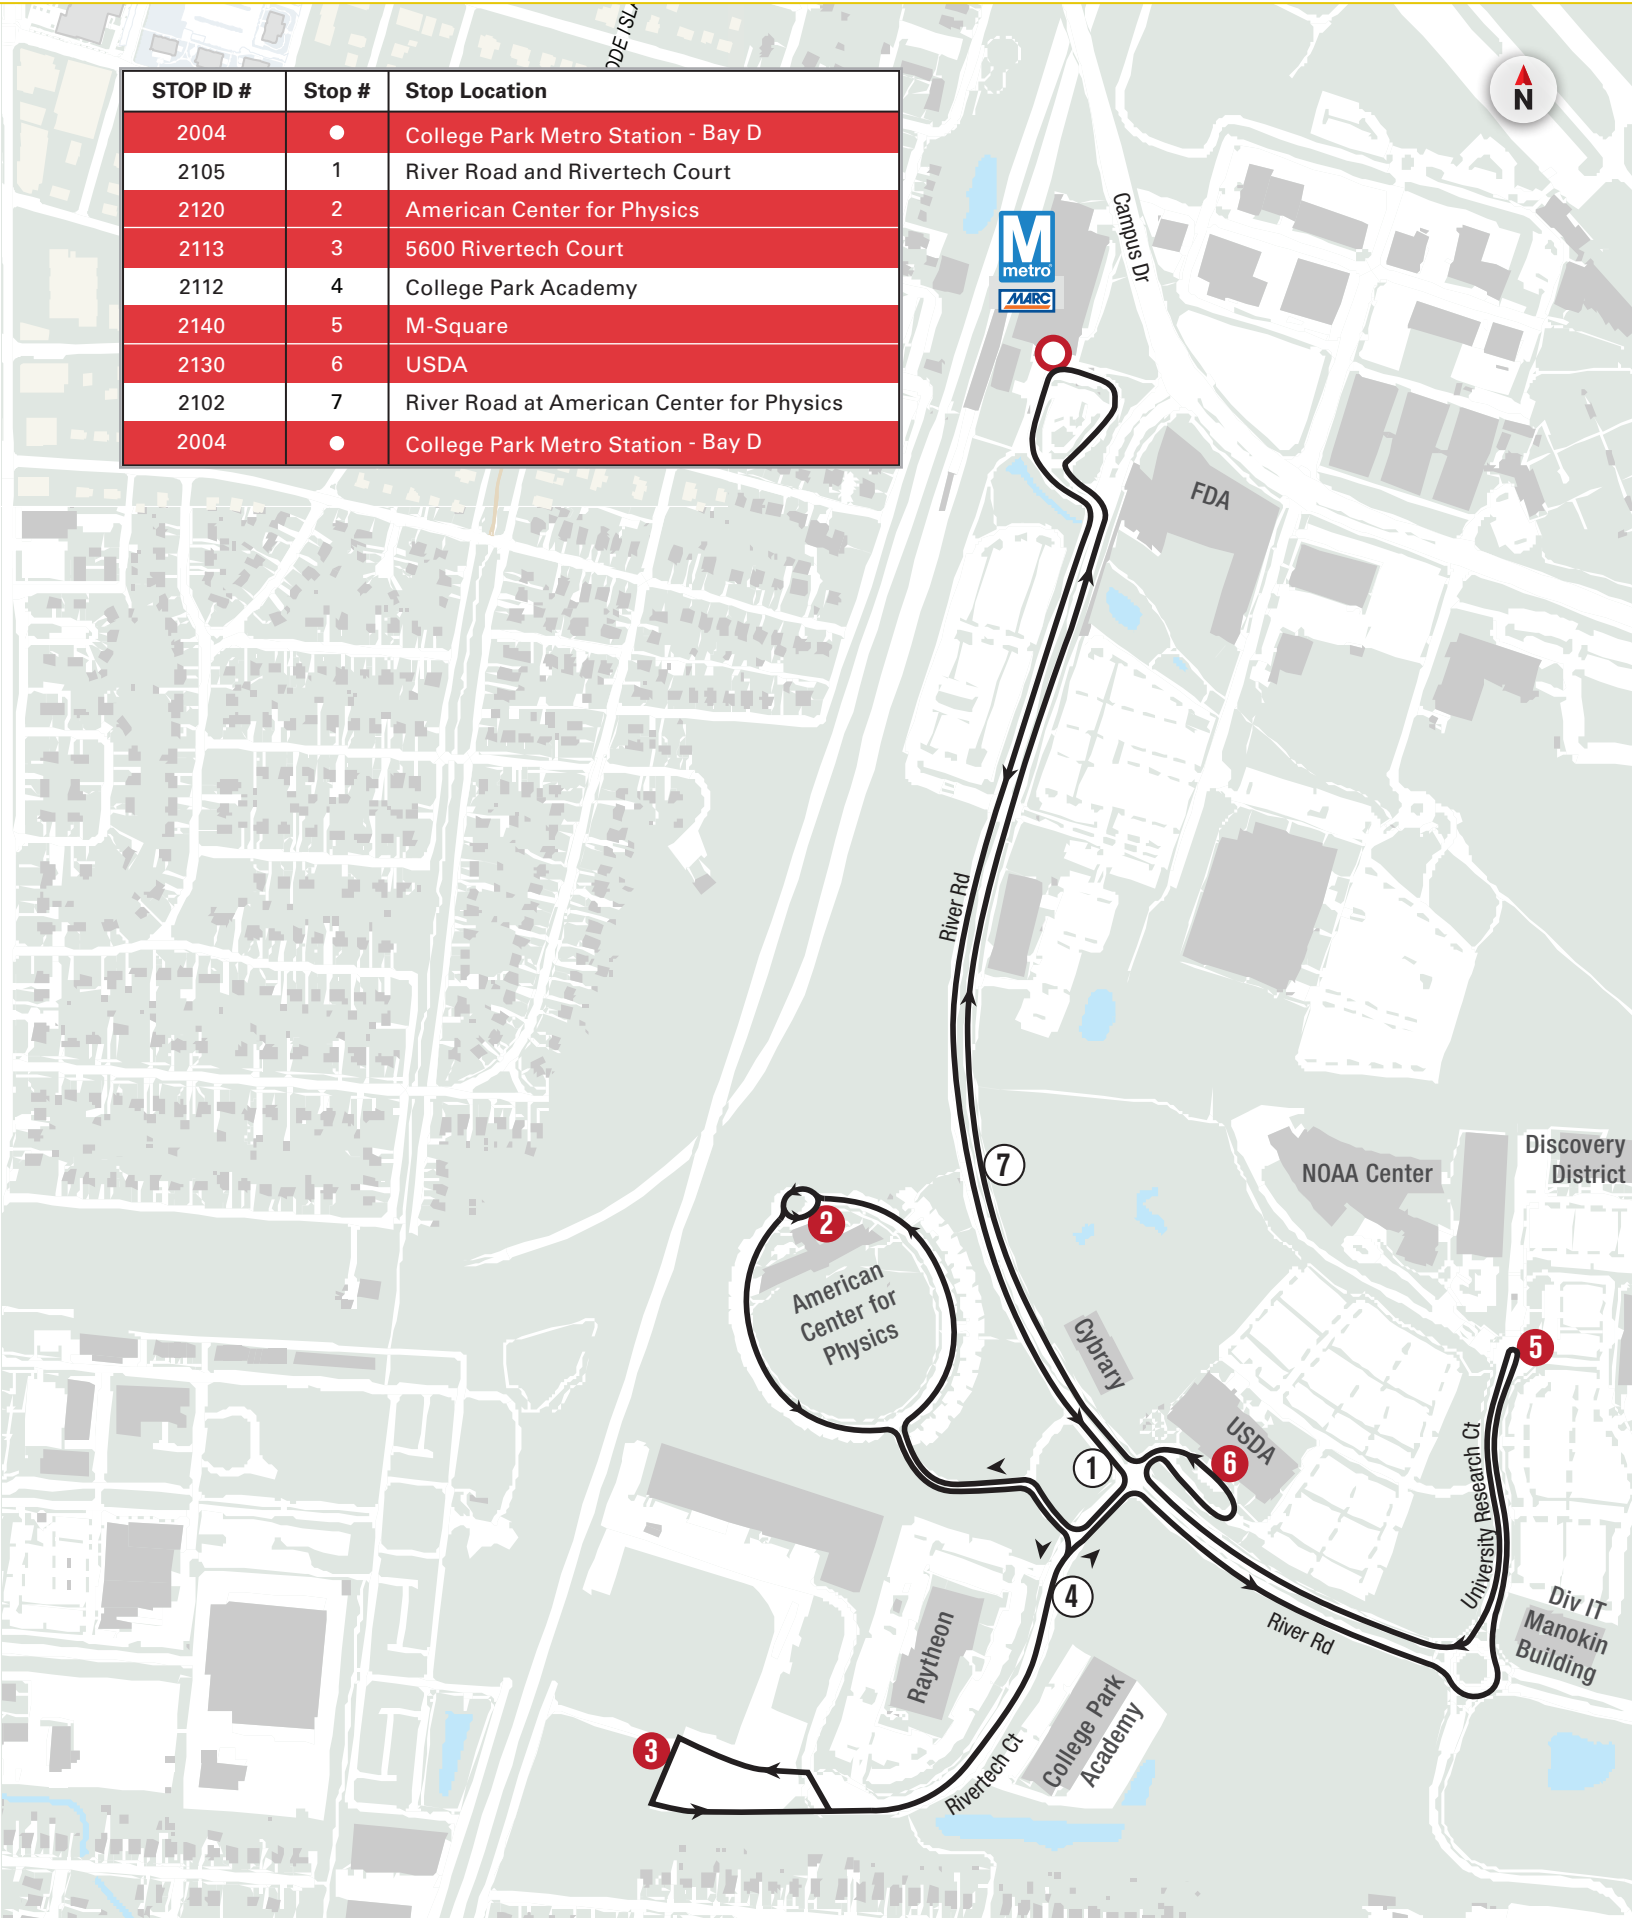 ODE ISL
STOP ID # Stop # Stop Location
2004 College Park Metro Station - Bay D
2105 1 River Road and Rivertech Court
2120 2 American Center for Physics
2113 3 5600 Rivertech Court
2112 4 College Park Academy
2140 5 M-Square
2130 6 USDA
2102 7 River Road at American Center for Physics
2004 College Park Metro Station - Bay D
N
M
metro
MARC
Campus Dr
FDA
River Rd
7
NOAA Center
Discovery
District
2
American
Center for
Physics
Cybrary
5
USDA
6
1
University Research Ct
4
River Rd
Div IT
Manokin
Building
Raytheon
College Park
Academy
3
Rivertech Ct